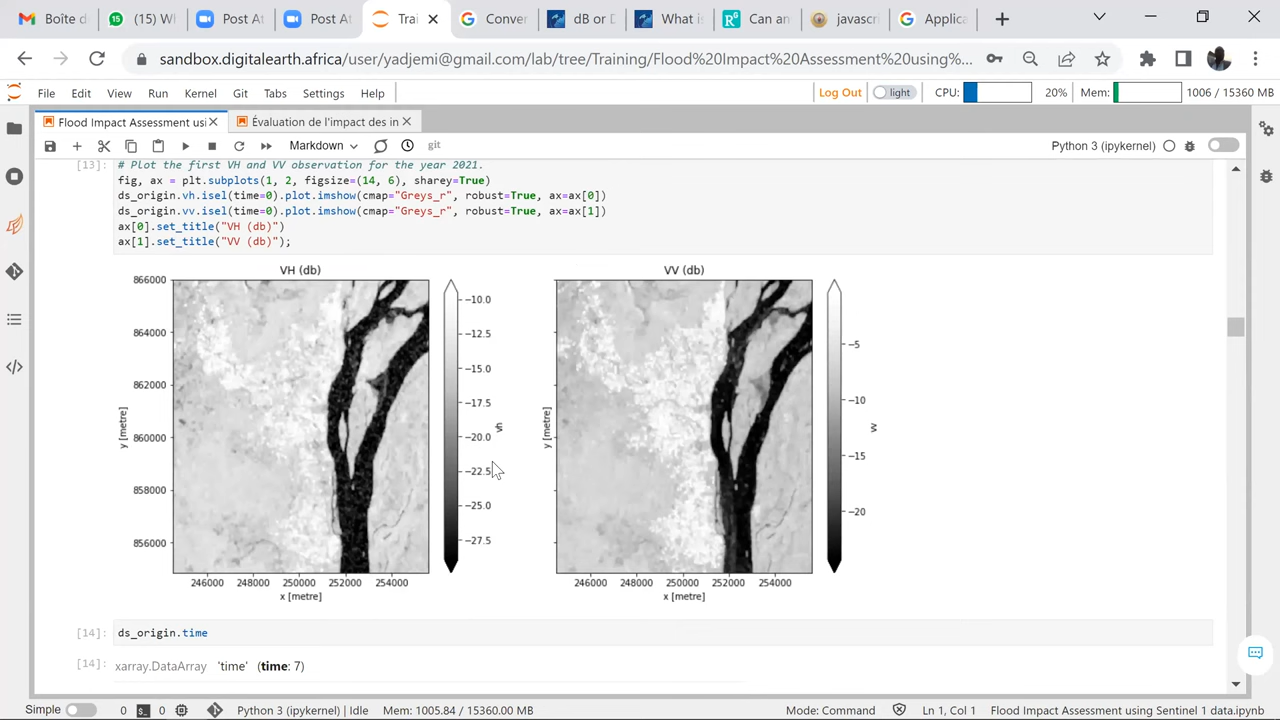 Boîte d
(15) W
Post A
Post A
Trai
Conver
dB or D
What is
Can an
javascr
Applica
sandbox.digitalearth.africa/user/yadjemi@gmail.com/lab/tree/Training/Flood%20Impact%20Assessment%20using%...
File Edit View Run Kernel Git Tabs Settings Help
Log Out
light
CPU: 20%
Mem: 1006 / 15360 MB
Flood Impact Assessment usi
Évaluation de l'impact des in
Markdown
git
Python 3 (ipykernel)
[13]:
# Plot the first VH and VV observation for the year 2021.
fig, ax = plt.subplots(1, 2, figsize=(14, 6), sharey=True)
ds_origin.vh.isel(time=0).plot.imshow(cmap="Greys_r", robust=True, ax=ax[0])
ds_origin.vv.isel(time=0).plot.imshow(cmap="Greys_r", robust=True, ax=ax[1])
ax[0].set_title("VH (db)")
ax[1].set_title("VV (db)");
VH (db)
866000
864000
862000
860000
858000
856000
y [metre]
246000 248000 250000 252000 254000
x [metre]
−10.0
−12.5
−15.0
−17.5
−20.0
−22.5
−25.0
−27.5
vh
VV (db)
y [metre]
246000 248000 250000 252000 254000
x [metre]
−5
−10
−15
−20
vv
[14]: ds_origin.time
[14]: xarray.DataArray 'time' (time: 7)
Simple
0
$_
0
Python 3 (ipykernel) | Idle
Mem: 1005.84 / 15360.00 MB
Mode: Command
Ln 1, Col 1
Flood Impact Assessment using Sentinel 1 data.ipynb